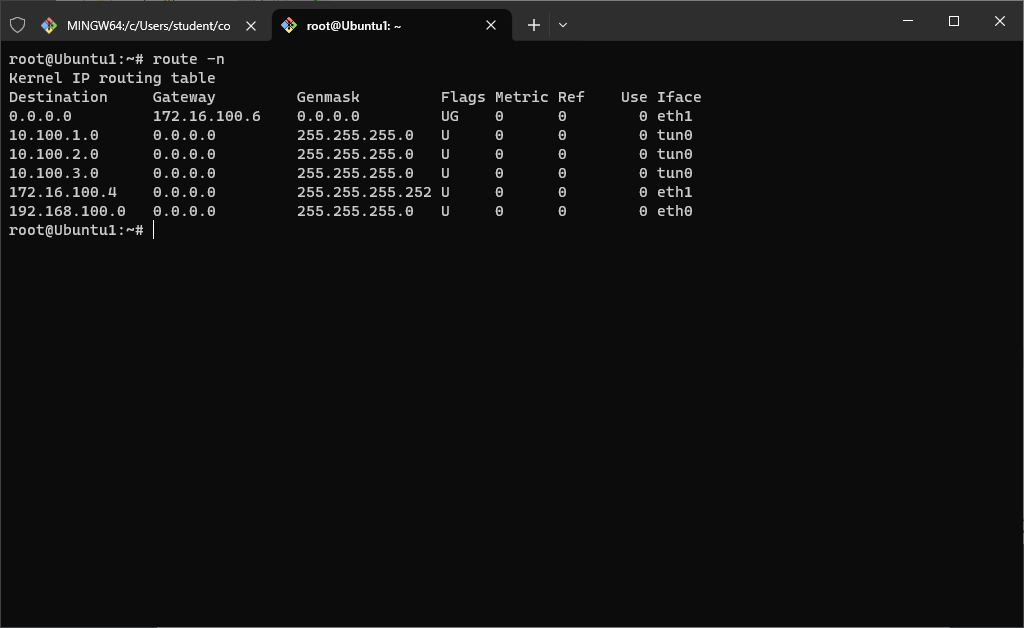 MINGW64:/c/Users/student/co root@Ubuntu1: ~
root@Ubuntu1:~# route -n
Kernel IP routing table
Destination     Gateway         Genmask         Flags Metric Ref    Use Iface
0.0.0.0         172.16.100.6    0.0.0.0         UG    0      0        0 eth1
10.100.1.0      0.0.0.0         255.255.255.0   U     0      0        0 tun0
10.100.2.0      0.0.0.0         255.255.255.0   U     0      0        0 tun0
10.100.3.0      0.0.0.0         255.255.255.0   U     0      0        0 tun0
172.16.100.4    0.0.0.0         255.255.255.252 U     0      0        0 eth1
192.168.100.0   0.0.0.0         255.255.255.0   U     0      0        0 eth0
root@Ubuntu1:~#